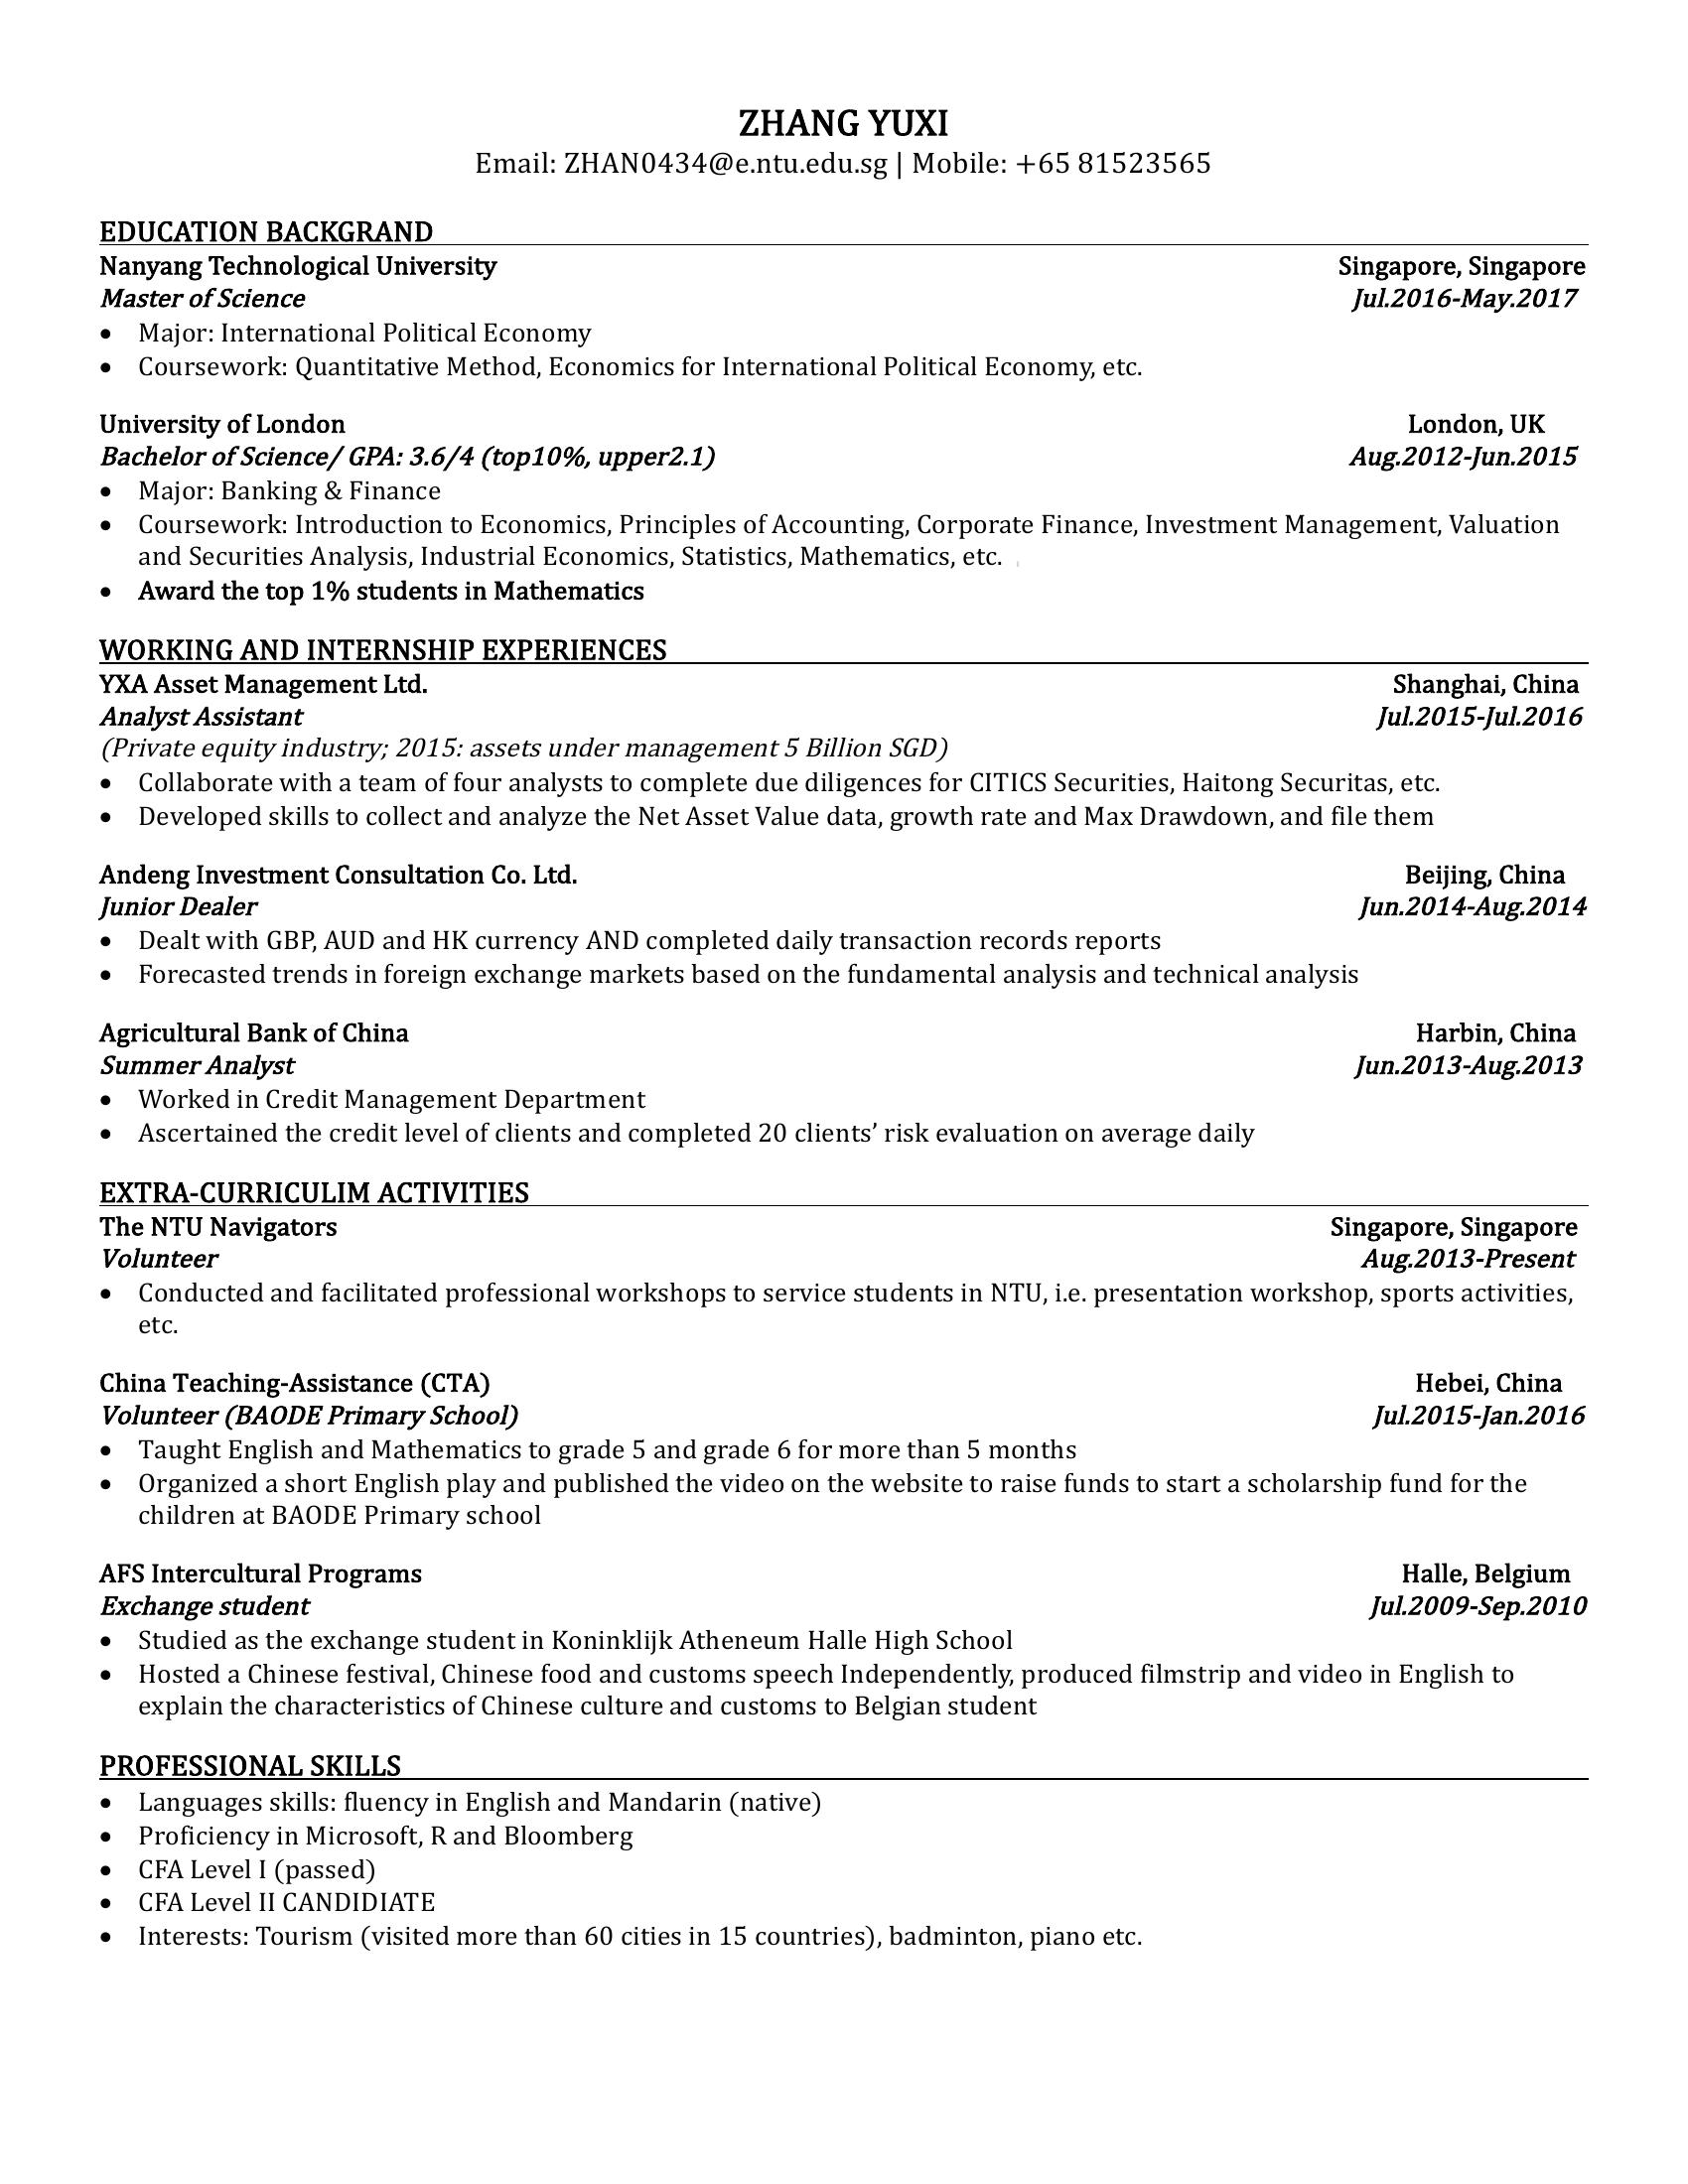 ZHANG YUXI
Email: ZHAN0434@e.ntu.edu.sg | Mobile: +65 81523565
EDUCATION BACKGRAND
Nanyang Technological University Singapore, Singapore
Master of Science Jul.2016-May.2017
• Major: International Political Economy
• Coursework: Quantitative Method, Economics for International Political Economy, etc.
University of London London, UK
Bachelor of Science/ GPA: 3.6/4 (top10%, upper2.1) Aug.2012-Jun.2015
• Major: Banking & Finance
• Coursework: Introduction to Economics, Principles of Accounting, Corporate Finance, Investment Management, Valuation
and Securities Analysis, Industrial Economics, Statistics, Mathematics, etc.
• Award the top 1% students in Mathematics
WORKING AND INTERNSHIP EXPERIENCES
YXA Asset Management Ltd. Shanghai, China
Analyst Assistant Jul.2015-Jul.2016
(Private equity industry; 2015: assets under management 5 Billion SGD)
• Collaborate with a team of four analysts to complete due diligences for CITICS Securities, Haitong Securitas, etc.
• Developed skills to collect and analyze the Net Asset Value data, growth rate and Max Drawdown, and file them
Andeng Investment Consultation Co. Ltd. Beijing, China
Junior Dealer Jun.2014-Aug.2014
• Dealt with GBP, AUD and HK currency AND completed daily transaction records reports
• Forecasted trends in foreign exchange markets based on the fundamental analysis and technical analysis
Agricultural Bank of China Harbin, China
Summer Analyst Jun.2013-Aug.2013
• Worked in Credit Management Department
• Ascertained the credit level of clients and completed 20 clients’ risk evaluation on average daily
EXTRA-CURRICULIM ACTIVITIES
The NTU Navigators Singapore, Singapore
Volunteer Aug.2013-Present
• Conducted and facilitated professional workshops to service students in NTU, i.e. presentation workshop, sports activities,
etc.
China Teaching-Assistance (CTA) Hebei, China
Volunteer (BAODE Primary School) Jul.2015-Jan.2016
• Taught English and Mathematics to grade 5 and grade 6 for more than 5 months
• Organized a short English play and published the video on the website to raise funds to start a scholarship fund for the
children at BAODE Primary school
AFS Intercultural Programs Halle, Belgium
Exchange student Jul.2009-Sep.2010
• Studied as the exchange student in Koninklijk Atheneum Halle High School
• Hosted a Chinese festival, Chinese food and customs speech Independently, produced filmstrip and video in English to
explain the characteristics of Chinese culture and customs to Belgian student
PROFESSIONAL SKILLS
• Languages skills: fluency in English and Mandarin (native)
• Proficiency in Microsoft, R and Bloomberg
• CFA Level I (passed)
• CFA Level II CANDIDIATE
• Interests: Tourism (visited more than 60 cities in 15 countries), badminton, piano etc.